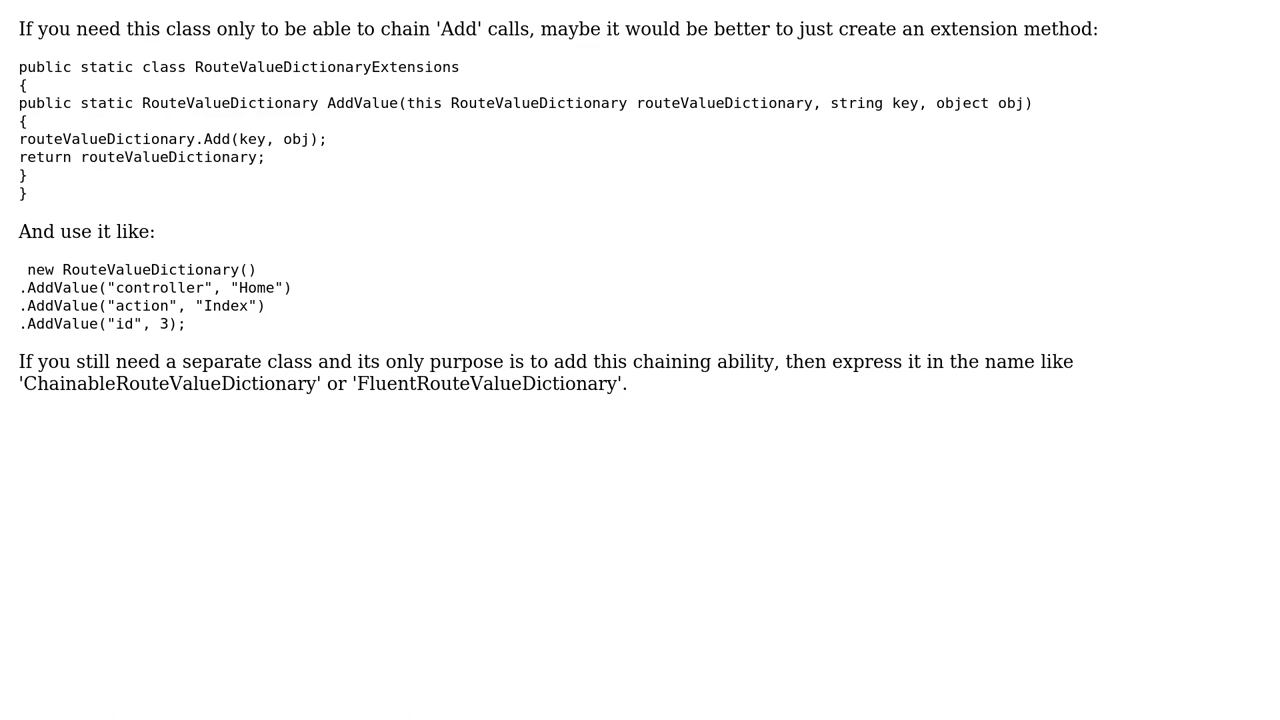 If you need this class only to be able to chain 'Add' calls, maybe it would be better to just create an extension method:
public static class RouteValueDictionaryExtensions
{
public static RouteValueDictionary AddValue(this RouteValueDictionary routeValueDictionary, string key, object obj)
{
routeValueDictionary.Add(key, obj);
return routeValueDictionary;
}
}
And use it like:
new RouteValueDictionary()
.AddValue("controller", "Home")
.AddValue("action", "Index")
.AddValue("id", 3);
If you still need a separate class and its only purpose is to add this chaining ability, then express it in the name like
'ChainableRouteValueDictionary' or 'FluentRouteValueDictionary'.